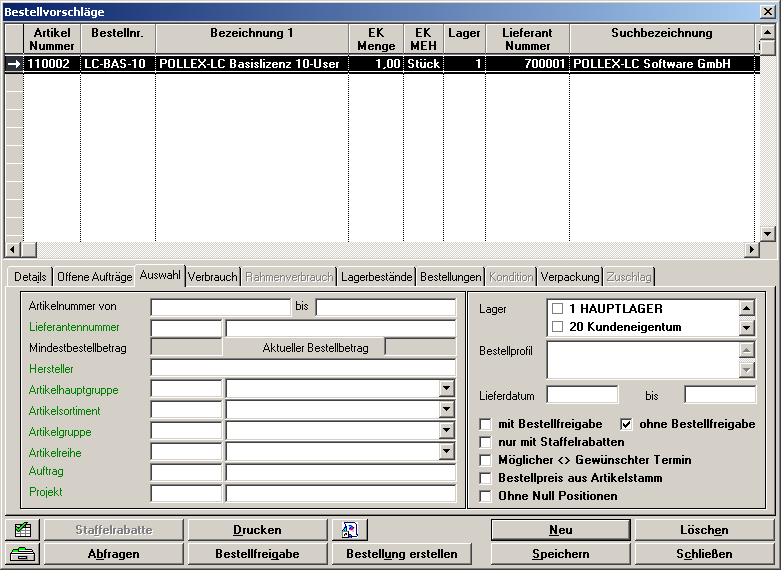 Bestellvorschläge
Artikel Nummer Bestellnr. Bezeichnung 1 EK Menge EK MEH Lager Lieferant Nummer Suchbezeichnung
110002 LC-BAS-10 POLLEX-LC Basislizenz 10-User 1,00 Stück 1 700001 POLLEX-LC Software GmbH
Details Offene Aufträge Auswahl Verbrauch Rahmenverbrauch Lagerbestände Bestellungen Kondition Verpackung Zuschlag
Artikelnummer von bis
Lieferantennummer
Mindestbestellbetrag Aktueller Bestellbetrag
Hersteller
Artikelhauptgruppe
Artikelsortiment
Artikelgruppe
Artikelreihe
Auftrag
Projekt
Lager 1 HAUPTLAGER
20 Kundeneigentum
Bestellprofil
Lieferdatum bis
mit Bestellfreigabe ohne Bestellfreigabe
nur mit Staffelrabatten
Möglicher <> Gewünschter Termin
Bestellpreis aus Artikelstamm
Ohne Null Positionen
Staffelrabatte Drucken Neu Löschen
Abfragen Bestellfreigabe Bestellung erstellen Speichern Schließen